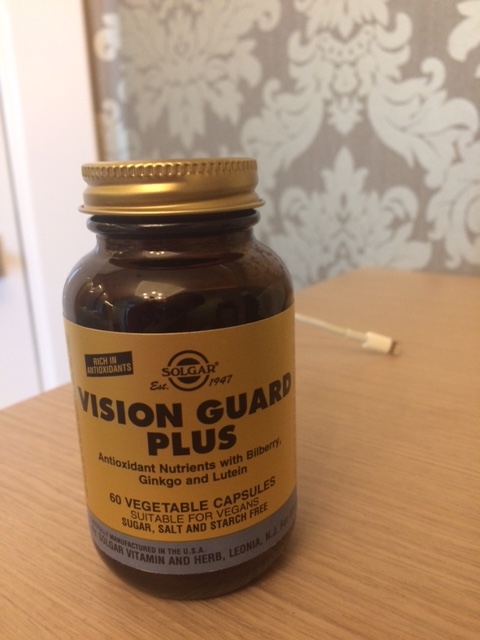 RICH IN
ANTIOXIDANTS
SOLGAR®
Est. 1947
VISION GUARD
PLUS
Antioxidant Nutrients with Bilberry,
Ginkgo and Lutein
60 VEGETABLE CAPSULES
SUITABLE FOR VEGANS
SUGAR, SALT AND STARCH FREE
MANUFACTURED IN THE U.S.A.
SOLGAR VITAMIN AND HERB, LEONIA, N.J.